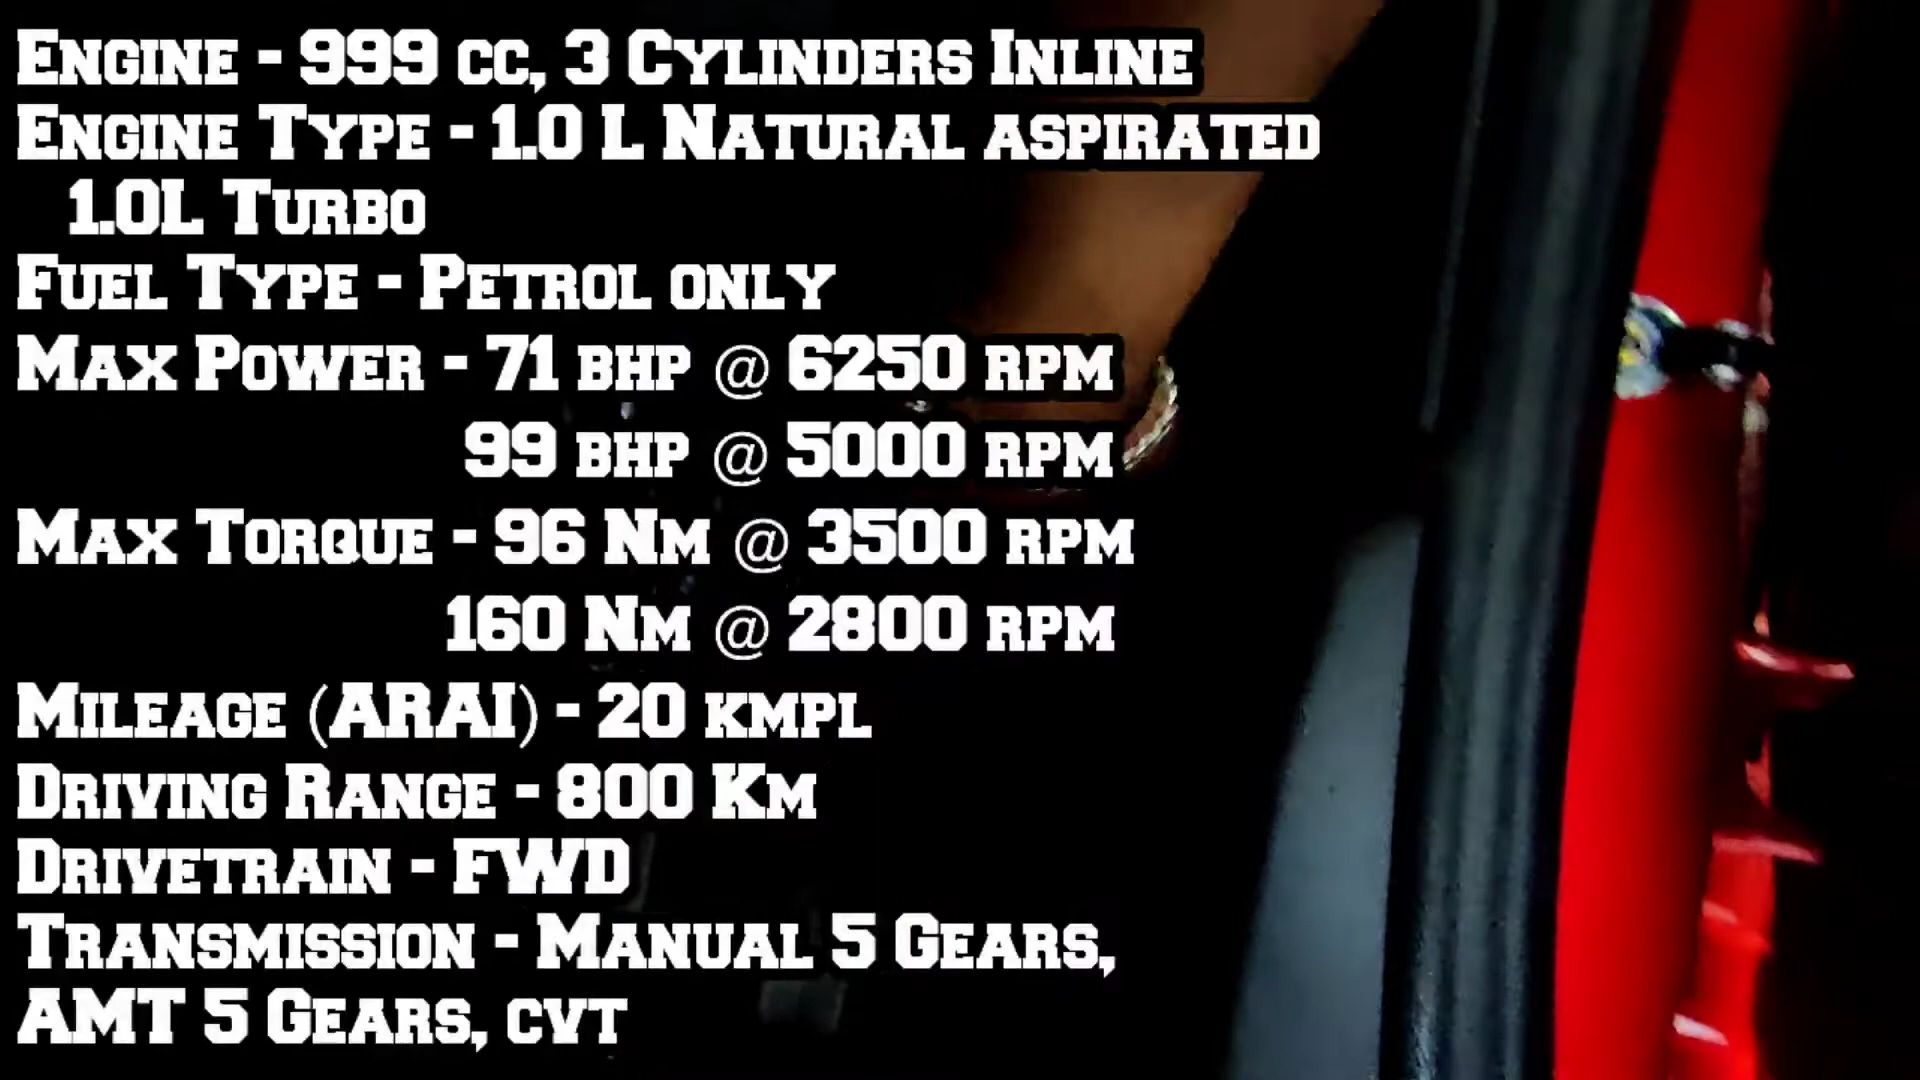 Engine - 999 cc, 3 Cylinders Inline
Engine Type - 1.0 L Natural aspirated
1.0L Turbo
Fuel Type - Petrol only
Max Power - 71 bhp @ 6250 rpm
99 bhp @ 5000 rpm
Max Torque - 96 Nm @ 3500 rpm
160 Nm @ 2800 rpm
Mileage (ARAI) - 20 kmpl
Driving Range - 800 Km
Drivetrain - FWD
Transmission - Manual 5 Gears,
AMT 5 Gears, cvt